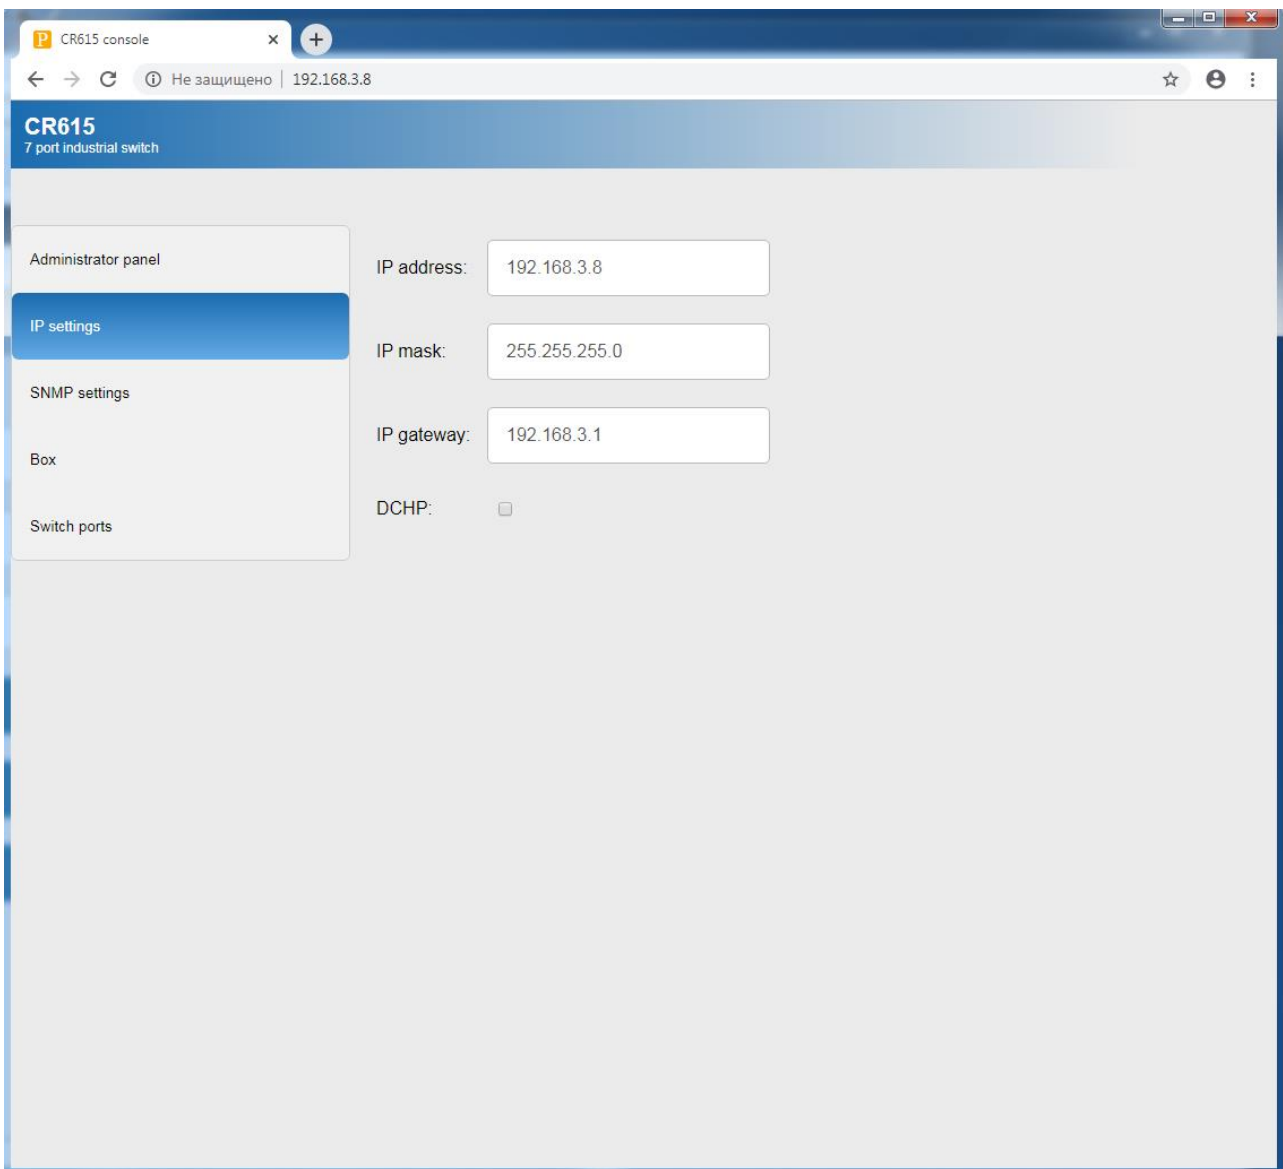 CR615 console
Не защищено | 192.168.3.8
CR615
7 port industrial switch
Administrator panel
IP settings
SNMP settings
Box
Switch ports
IP address: 192.168.3.8
IP mask: 255.255.255.0
IP gateway: 192.168.3.1
DCHP: